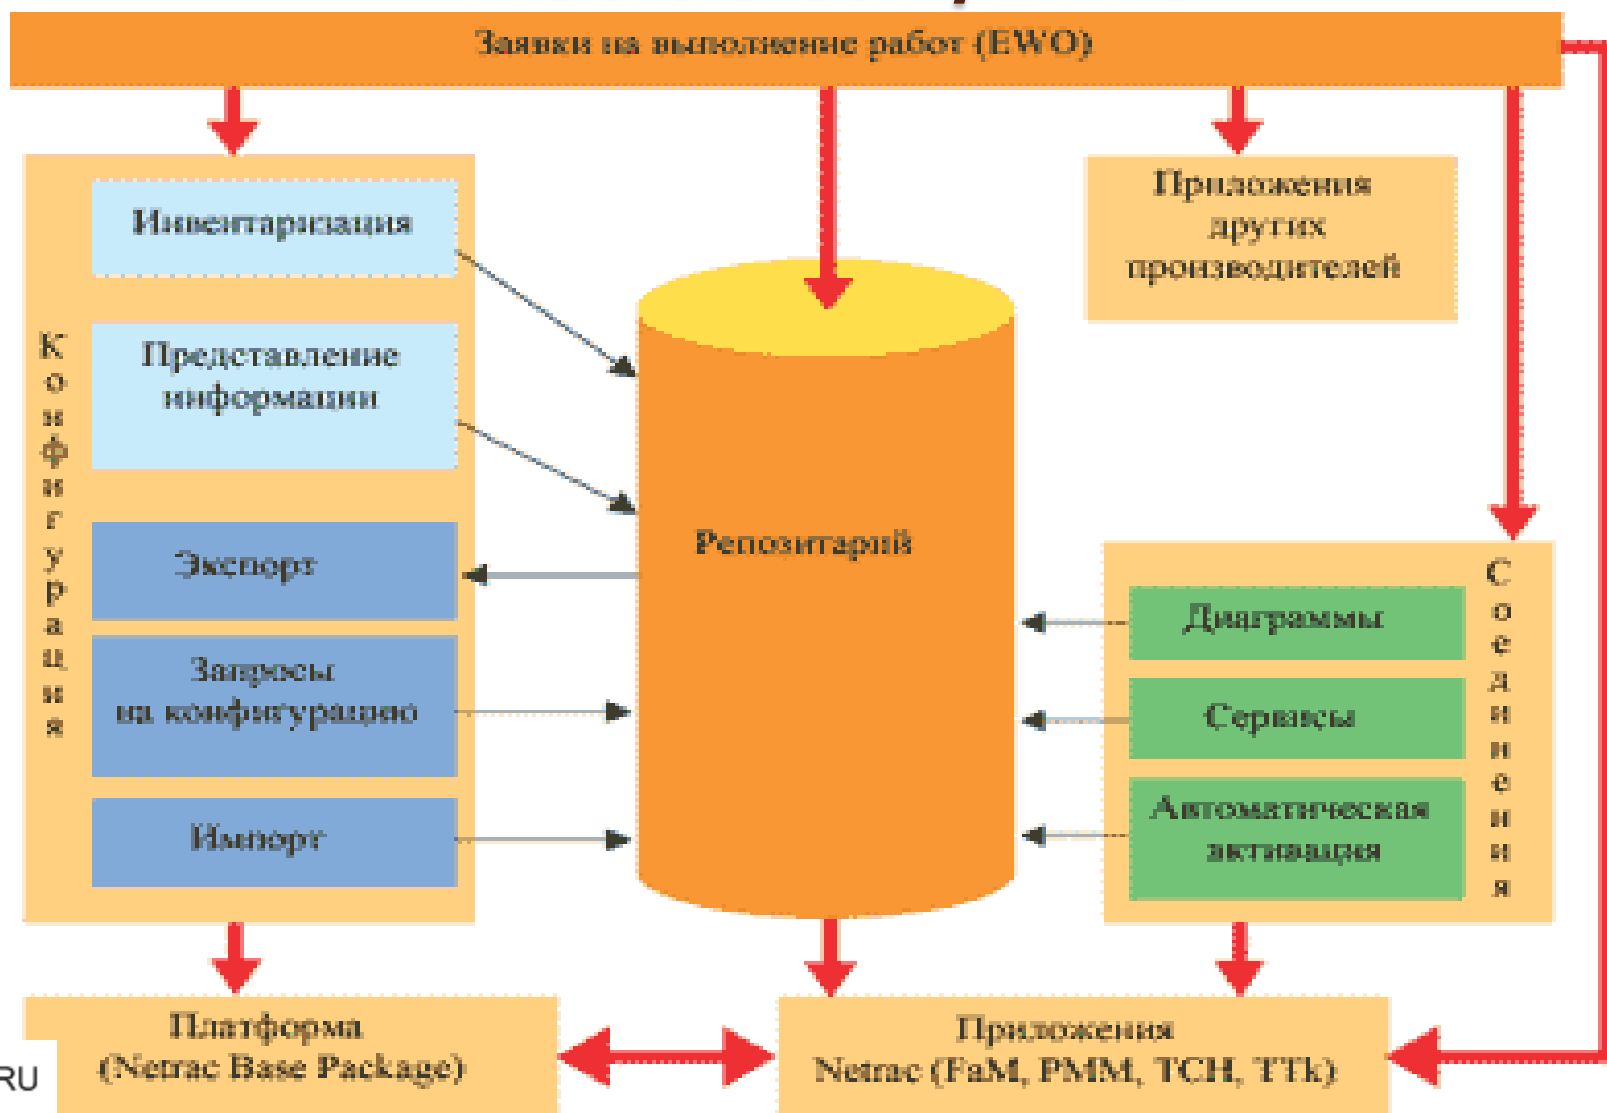 Заявки на выполнение работ (EWO)
Инвентаризация
Представление
информации
Конфигурация
Экспорт
Запросы
на конфигурацию
Импорт
Репозитарий
Приложения
других
производителей
Диаграммы
Сервисы
Автоматическая
активация
Соединения
Платформа
(Netrac Base Package)
Приложения
Netrac (FaM, PMM, TCH, TTk)
RU